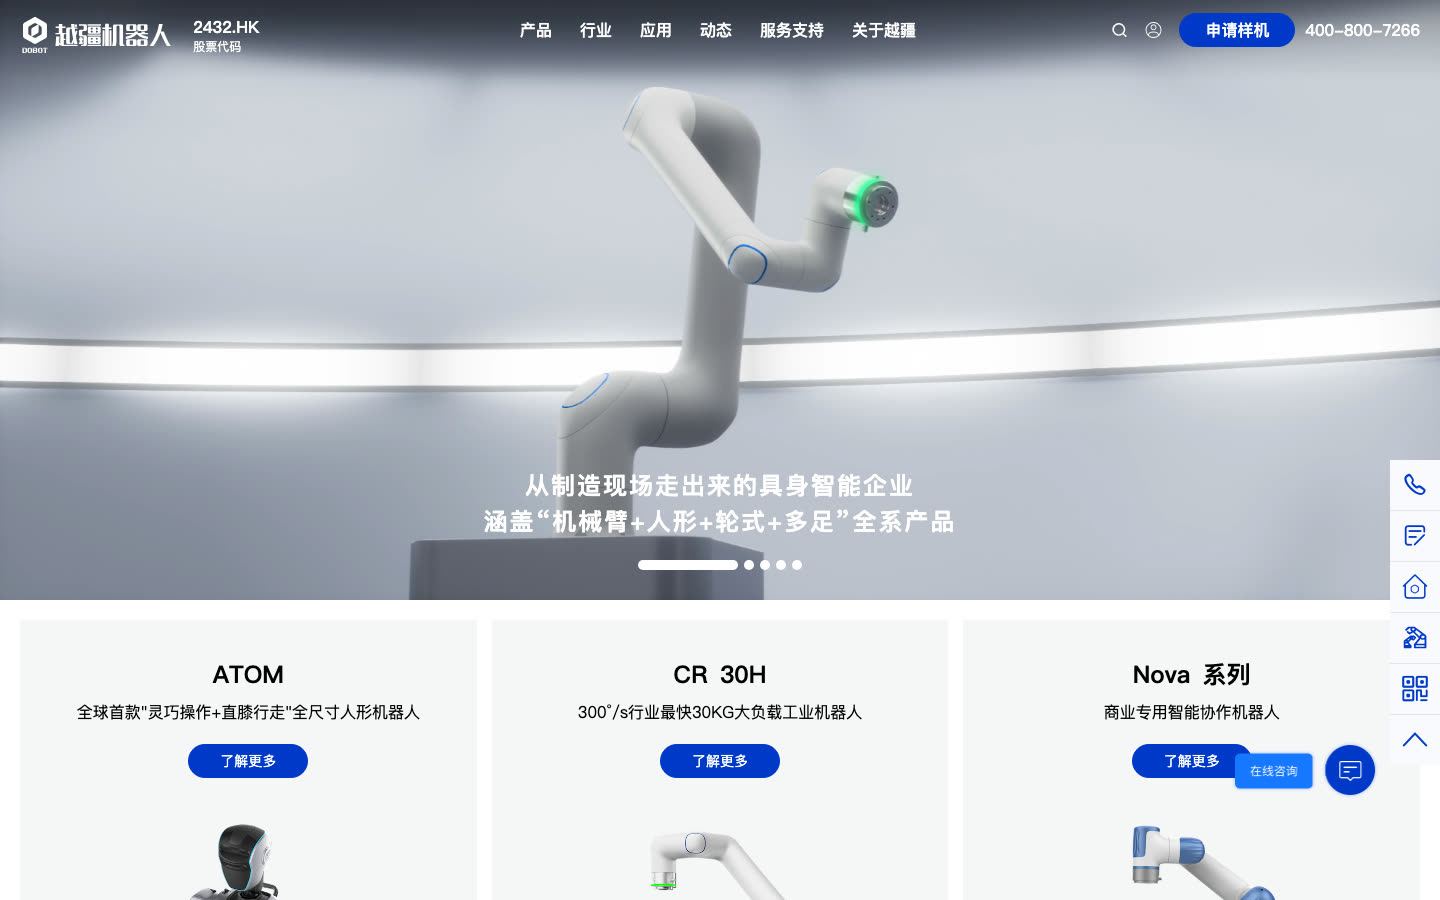 DOBOT
越疆机器人
2432.HK
股票代码
产品
行业
应用
动态
服务支持
关于越疆
申请样机
400-800-7266
从制造现场走出来的具身智能企业
涵盖“机械臂+人形+轮式+多足”全系产品
ATOM
全球首款"灵巧操作+直膝行走"全尺寸人形机器人
了解更多
CR 30H
300°/s行业最快30KG大负载工业机器人
了解更多
Nova 系列
商业专用智能协作机器人
了解更多
在线咨询